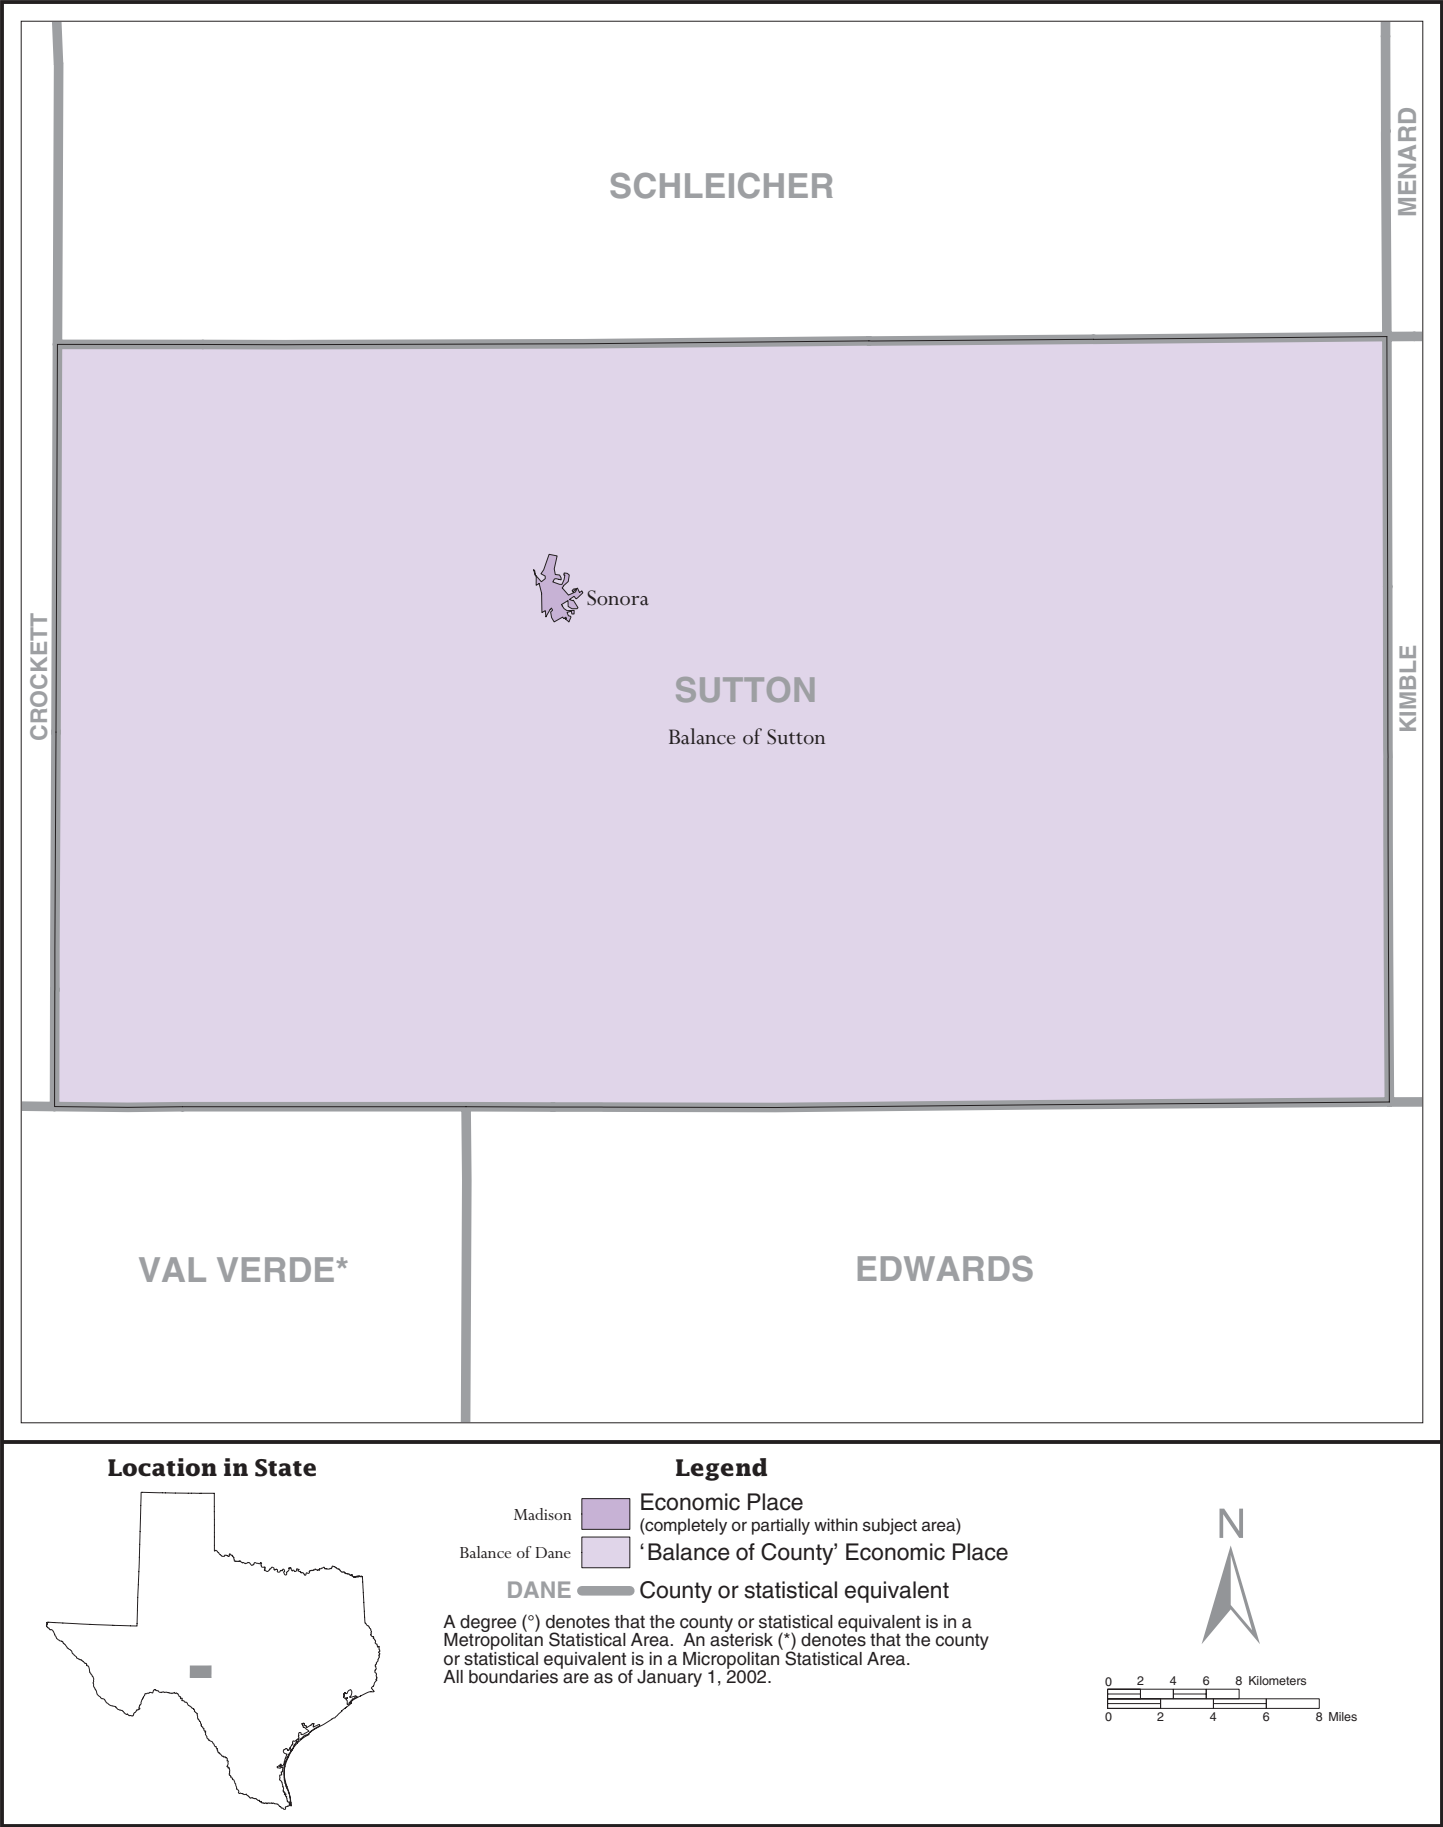 SCHLEICHER
MENARD
CROCKETT
Sonora
SUTTON
Balance of Sutton
KIMBLE
VAL VERDE*
EDWARDS
Location in State
Legend
Madison
Economic Place
(completely or partially within subject area)
Balance of Dane
‘Balance of County’ Economic Place
DANE
County or statistical equivalent
A degree (°) denotes that the county or statistical equivalent is in a
Metropolitan Statistical Area. An asterisk (*) denotes that the county
or statistical equivalent is in a Micropolitan Statistical Area.
All boundaries are as of January 1, 2002.
N
0 2 4 6 8 Kilometers
0 2 4 6 8 Miles